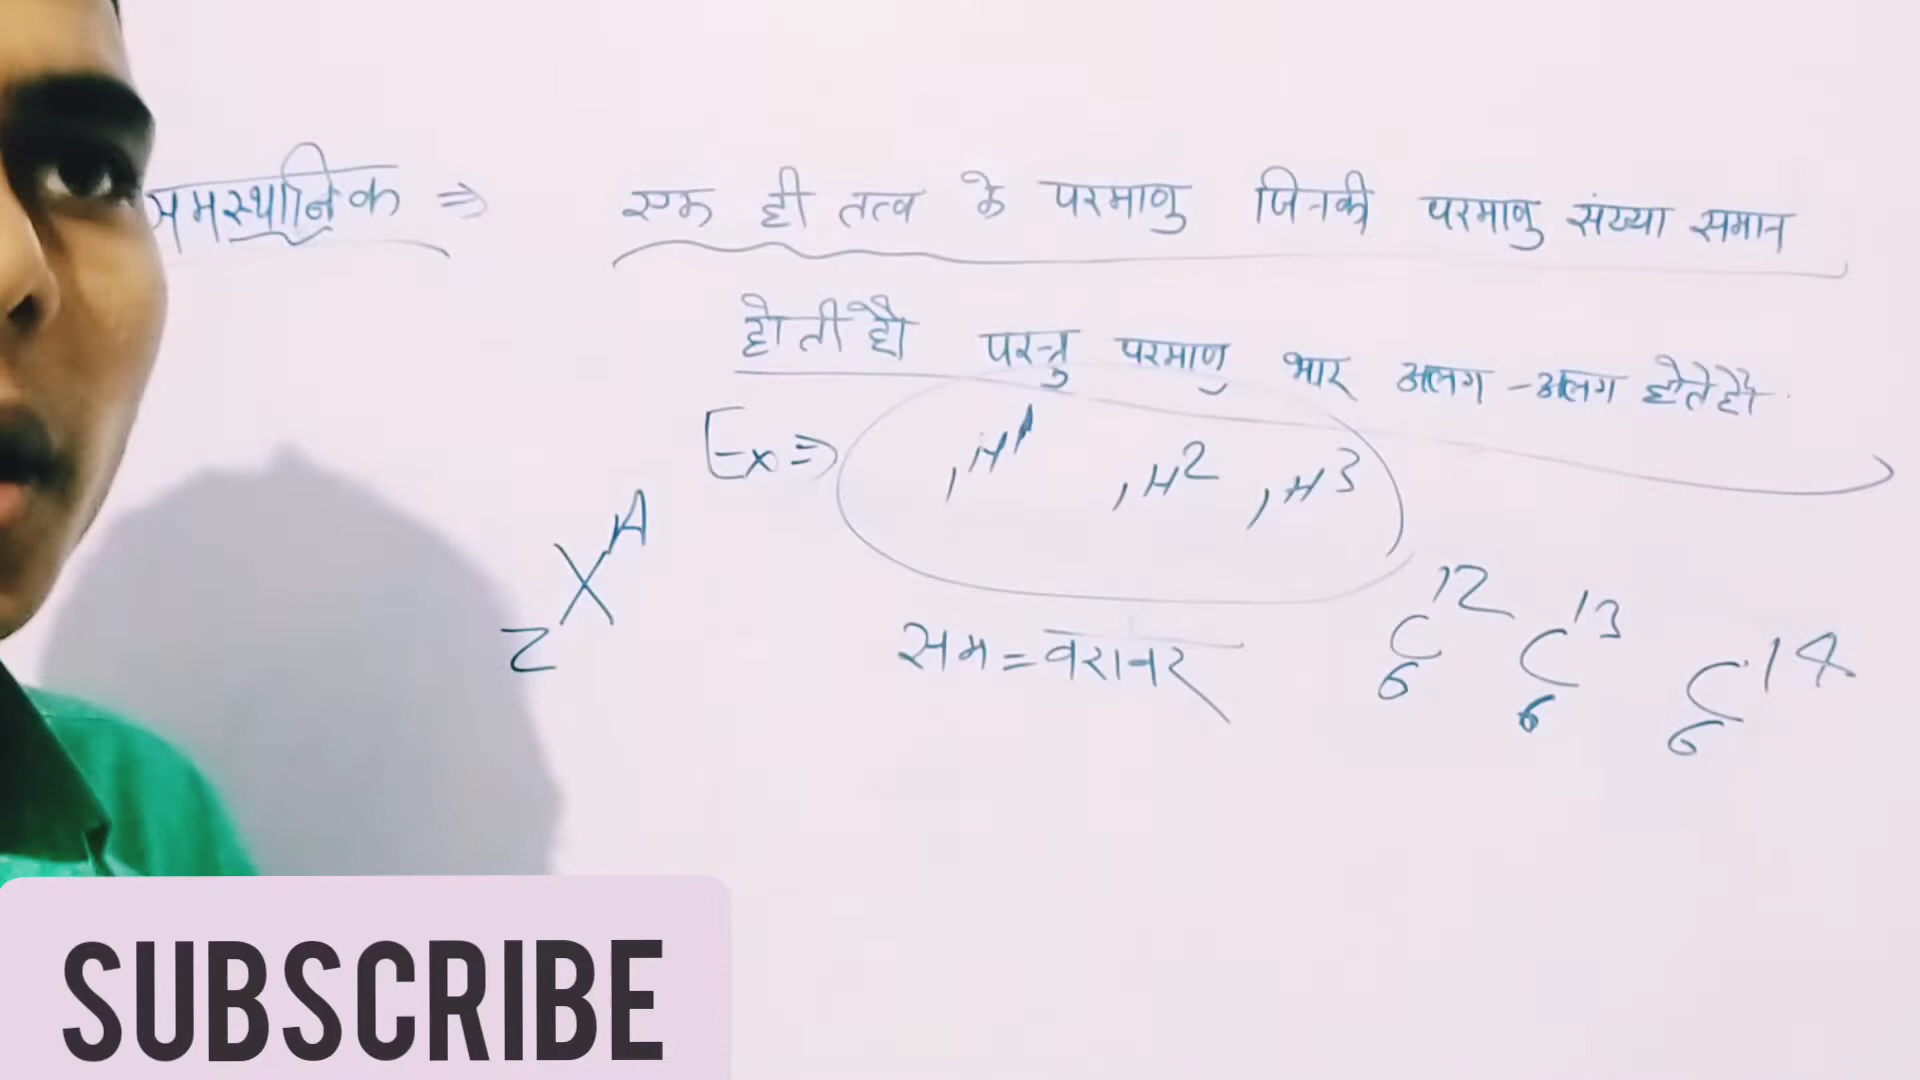 समस्थानिक ⇒ एक ही तत्व के परमाणु जिनकी परमाणु संख्या समान
होती है परन्तु परमाणु भार अलग-अलग होते है।
Ex ⇒ ₁H¹ ₁H² ₁H³
zXᴬ
सम = बराबर
₆C¹² ₆C¹³ ₆C¹⁴
SUBSCRIBE